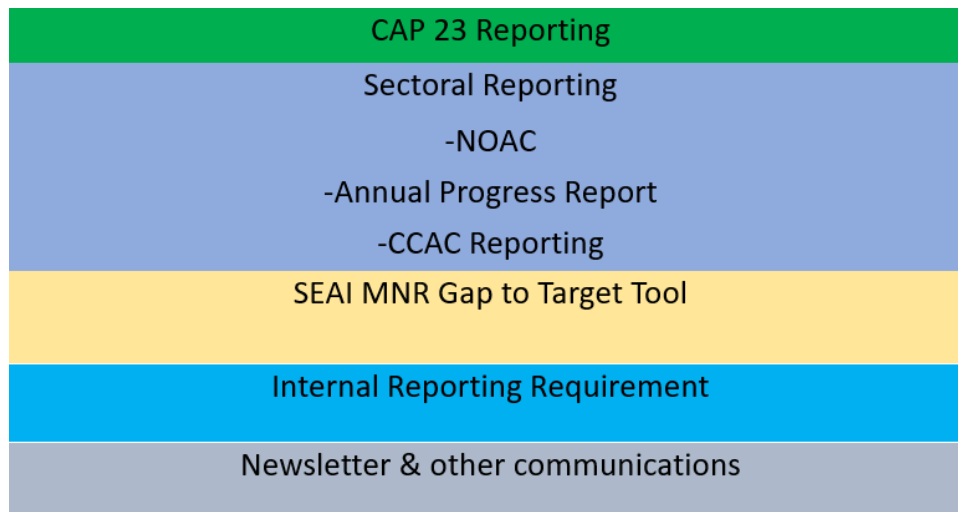 CAP 23 Reporting
Sectoral Reporting
-NOAC
-Annual Progress Report
-CCAC Reporting
SEAI MNR Gap to Target Tool
Internal Reporting Requirement
Newsletter & other communications